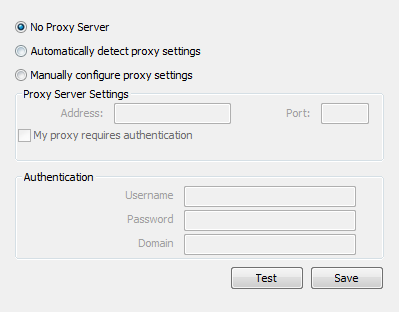 No Proxy Server
Automatically detect proxy settings
Manually configure proxy settings
Proxy Server Settings
Address: Port:
My proxy requires authentication
Authentication
Username
Password
Domain
Test Save